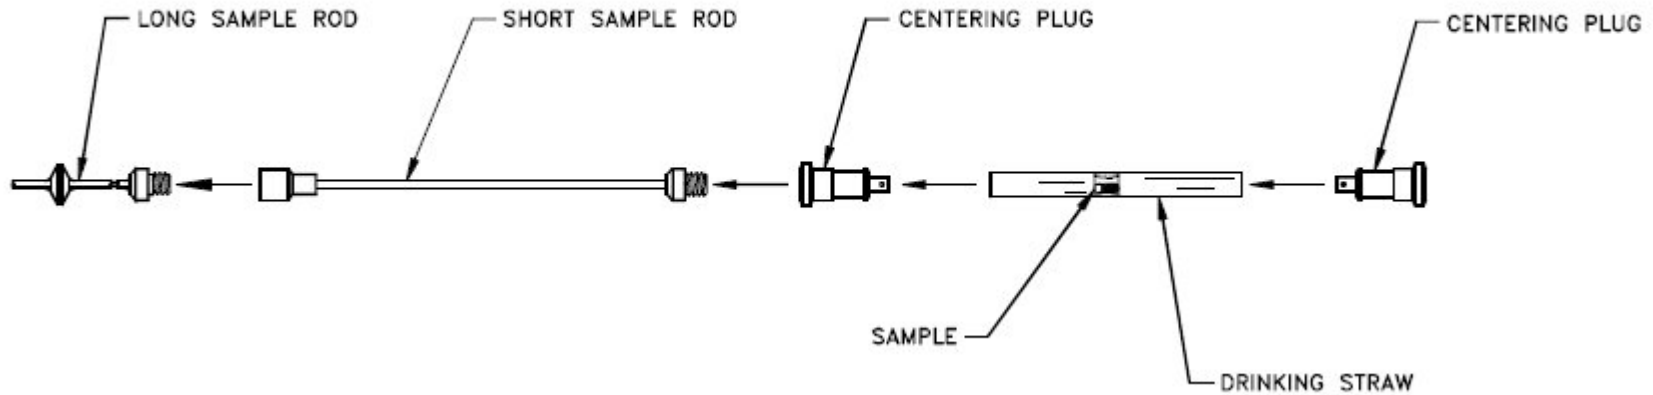 LONG SAMPLE ROD
SHORT SAMPLE ROD
CENTERING PLUG
CENTERING PLUG
SAMPLE
DRINKING STRAW